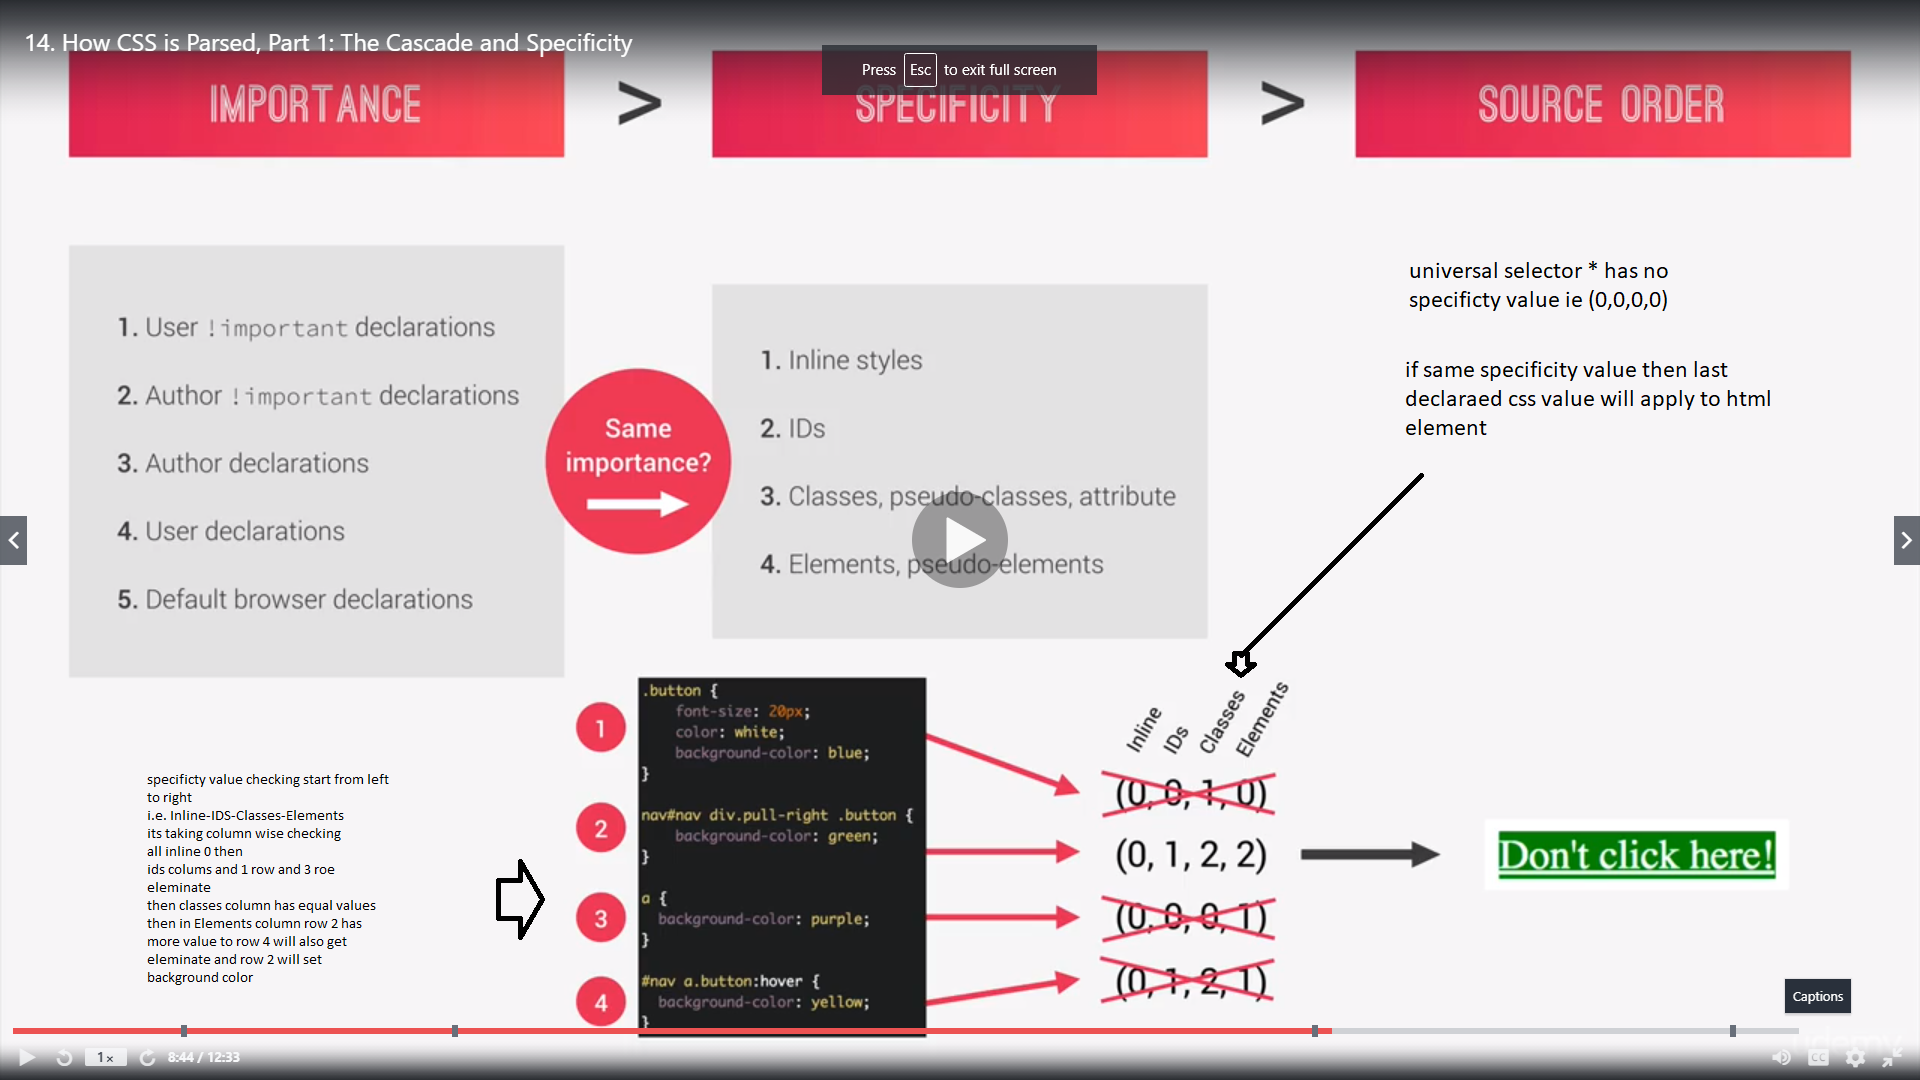 14. How CSS is Parsed, Part 1: The Cascade and Specificity
Press Esc to exit full screen
IMPORTANCE > SPECIFICITY > SOURCE ORDER
1. User !important declarations
2. Author !important declarations
3. Author declarations
4. User declarations
5. Default browser declarations
Same
importance?
1. Inline styles
2. IDs
3. Classes, pseudo-classes, attribute
4. Elements, pseudo-elements
universal selector * has no
specificty value ie (0,0,0,0)
if same specificity value then last
declaraed css value will apply to html
element
specificty value checking start from left
to right
i.e. Inline-IDS-Classes-Elements
its taking column wise checking
all inline 0 then
ids colums and 1 row and 3 roe
eleminate
then classes column has equal values
then in Elements column row 2 has
more value to row 4 will also get
eleminate and row 2 will set
background color
1
.button {
font-size: 20px;
color: white;
background-color: blue;
}
2
nav#nav div.pull-right .button {
background-color: green;
}
3
a {
background-color: purple;
}
4
#nav a.button:hover {
background-color: yellow;
}
Inline
IDs
Classes
Elements
(0, 0, 1, 0)
(0, 1, 2, 2)
(0, 0, 0, 1)
(0, 1, 2, 1)
Don't click here!
Captions
udemy
1x
8:44 / 12:33
CC